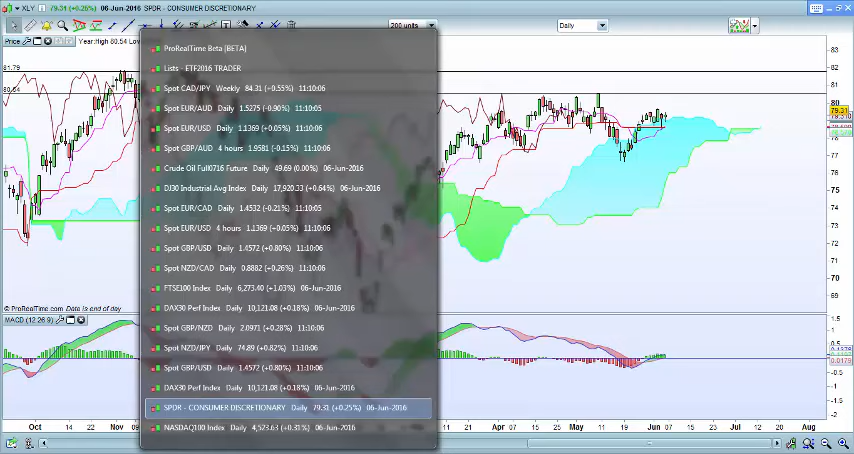 XLY 79.31 (+0.25%) 06-Jun-2016 SPDR - CONSUMER DISCRETIONARY
200 units
Daily
Price
Year:High 80.54
81.79
80.54
ProRealTime Beta [BETA]
Lists - ETF2016 TRADER
Spot CAD/JPY Weekly 84.31 (+0.55%) 11:10:06
Spot EUR/AUD Daily 1.5275 (-0.90%) 11:10:05
Spot EUR/USD Daily 1.1369 (+0.05%) 11:10:06
Spot GBP/AUD 4 hours 1.9581 (-0.15%) 11:10:06
Crude Oil Full0716 Future Daily 49.69 (0.00%) 06-Jun-2016
DJ30 Industrial Avg Index Daily 17,920.33 (+0.64%) 06-Jun-2016
Spot EUR/CAD Daily 1.4532 (-0.21%) 11:10:05
Spot EUR/USD 4 hours 1.1369 (+0.05%) 11:10:06
Spot GBP/USD Daily 1.4572 (+0.80%) 11:10:06
Spot NZD/CAD Daily 0.8882 (+0.26%) 11:10:06
FTSE100 Index Daily 6,273.40 (+1.03%) 06-Jun-2016
DAX30 Perf Index Daily 10,121.08 (+0.18%) 06-Jun-2016
Spot GBP/NZD Daily 2.0971 (+0.28%) 11:10:06
Spot NZD/JPY Daily 74.89 (+0.82%) 11:10:06
Spot GBP/USD Daily 1.4572 (+0.80%) 11:10:06
DAX30 Perf Index Daily 10,121.08 (+0.18%) 06-Jun-2016
SPDR - CONSUMER DISCRETIONARY Daily 79.31 (+0.25%) 06-Jun-2016
NASDAQ100 Index Daily 4,523.63 (+0.31%) 06-Jun-2016
83
82
81
80
79.31
78
77
76
75
74
73
72
71
70
69
© ProRealTime.com Data is end of day
MACD (12 26 9)
1.5
1
0.5
-0.5
-1
-1.5
-2
Oct 14 22 Nov 11 19 Apr 07 15 May 11 19 Jun 07 15 23 Jul 12 20 Aug